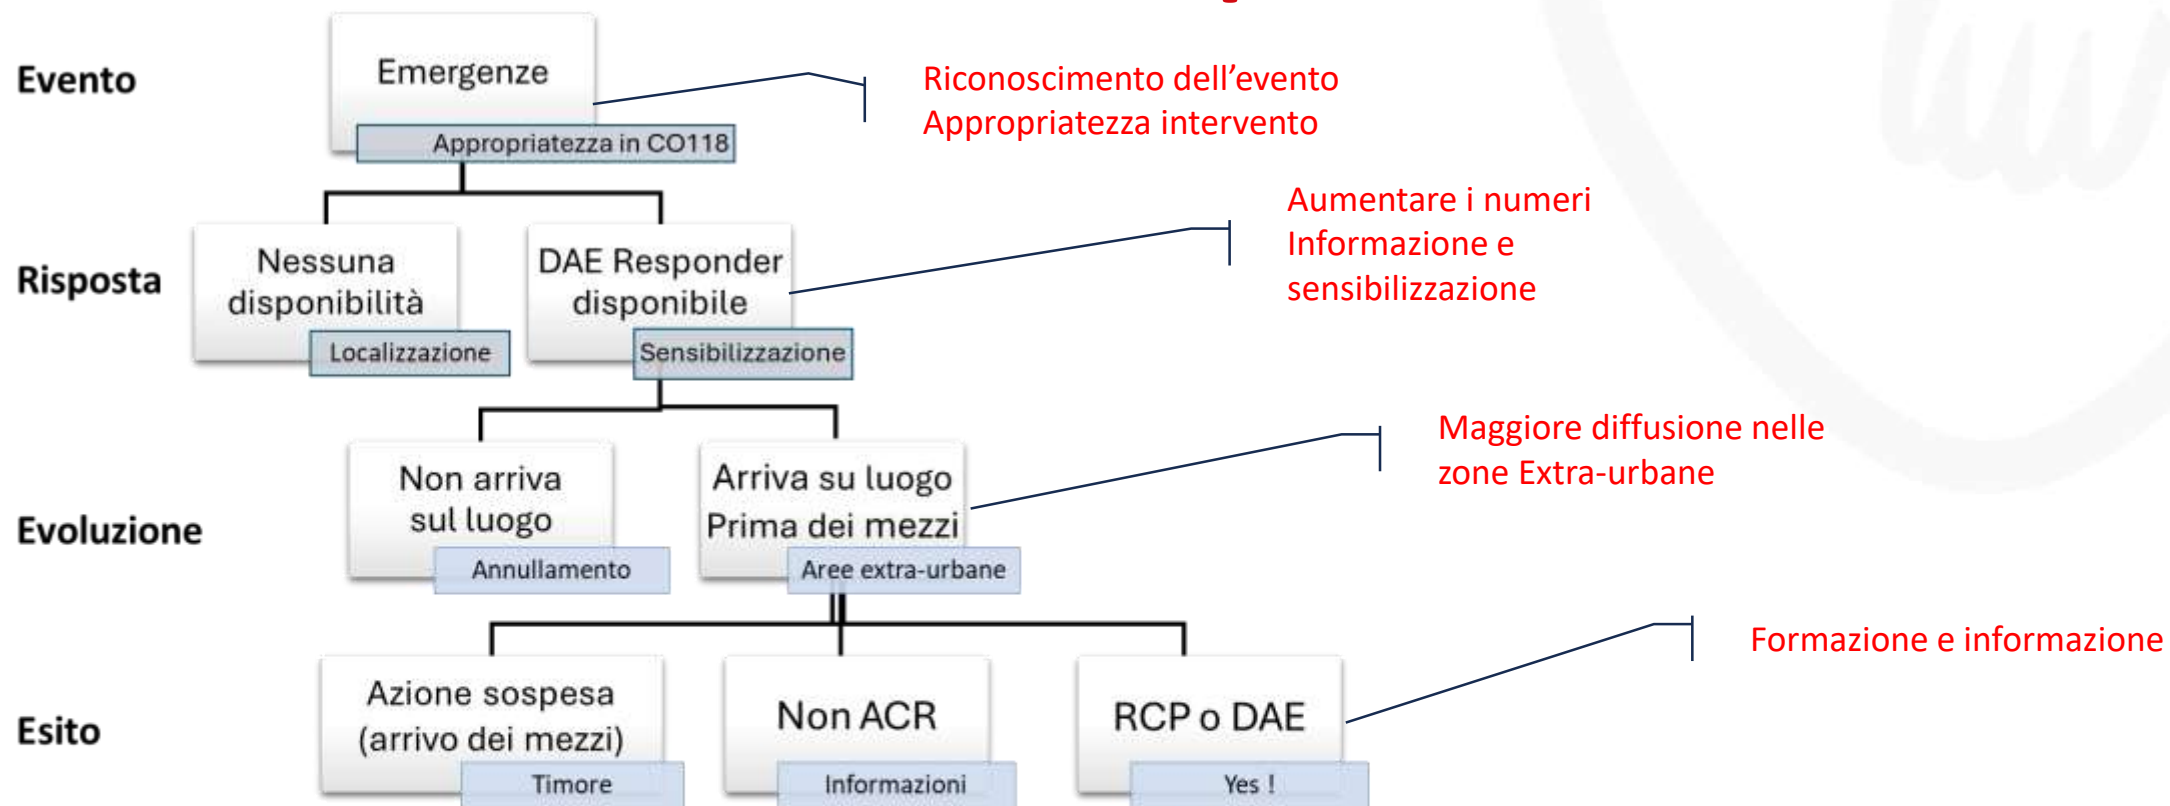 Evento
Emergenze
Appropriatezza in CO118
Riconoscimento dell'evento
Appropriatezza intervento
Risposta
Nessuna
disponibilità
Localizzazione
DAE Responder
disponibile
Sensibilizzazione
Aumentare i numeri
Informazione e
sensibilizzazione
Evoluzione
Non arriva
sul luogo
Annullamento
Arriva su luogo
Prima dei mezzi
Aree extra-urbane
Maggiore diffusione nelle
zone Extra-urbane
Esito
Azione sospesa
(arrivo dei mezzi)
Timore
Non ACR
Informazioni
RCP o DAE
Yes !
Formazione e informazione